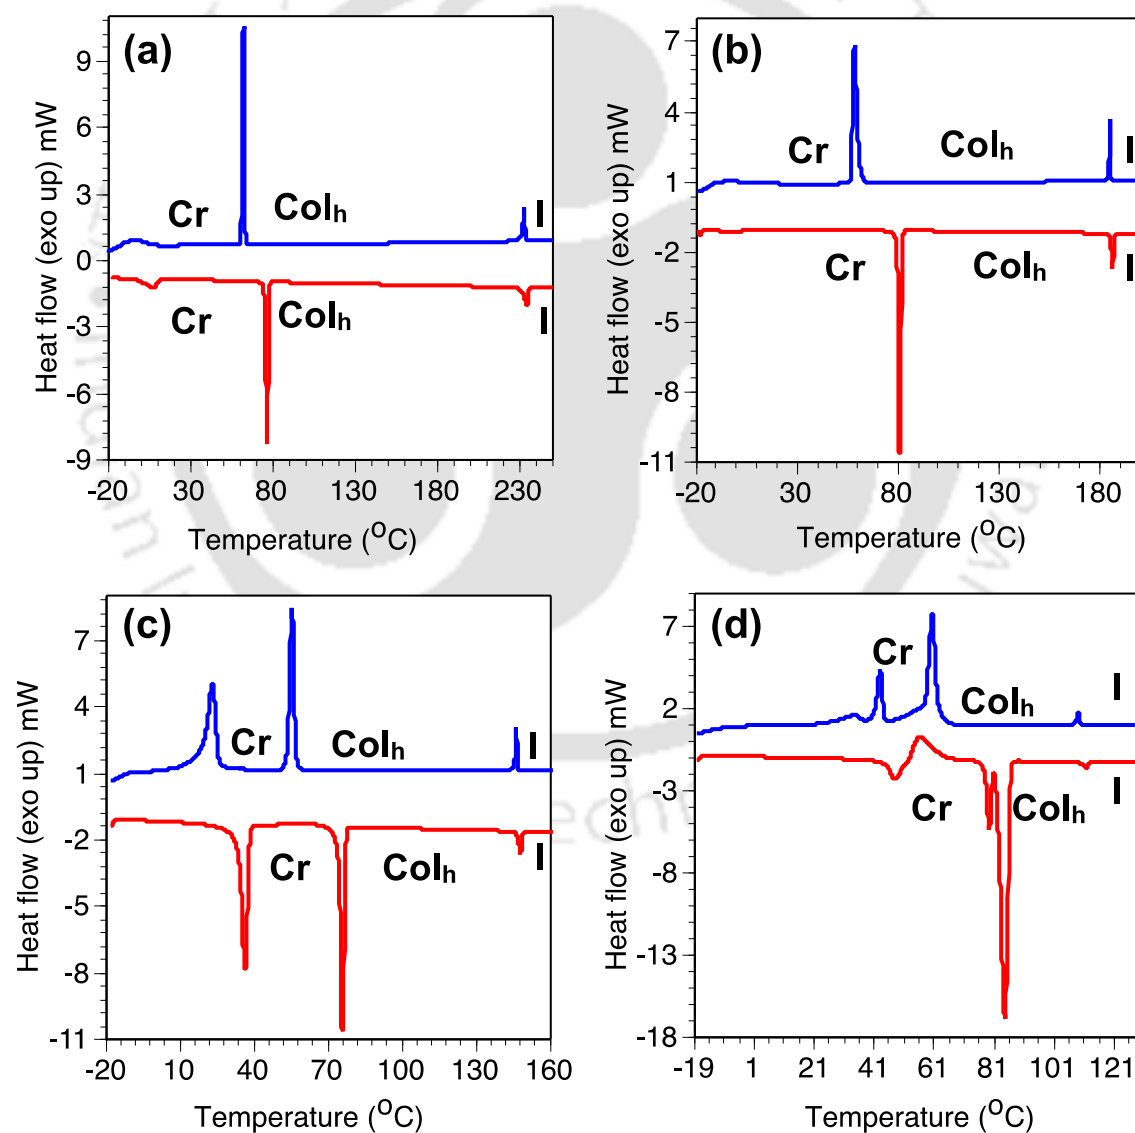 (a)
9
6
3
0
-3
-6
-9
Heat flow (exo up) mW
Cr
Colh
I
Cr
Colh
I
-20 30 80 130 180 230
Temperature (°C)
(b)
7
4
1
-2
-5
-8
-11
Heat flow (exo up) mW
Cr
Colh
I
Cr
Colh
I
-20 30 80 130 180
Temperature (°C)
(c)
7
4
1
-2
-5
-8
-11
Heat flow (exo up) mW
Cr
Colh
I
Cr
Colh
I
-20 10 40 70 100 130 160
Temperature (°C)
(d)
7
2
-3
-8
-13
-18
Heat flow (exo up) mW
Cr
Colh
I
Cr
Colh
I
-19 1 21 41 61 81 101 121
Temperature (°C)